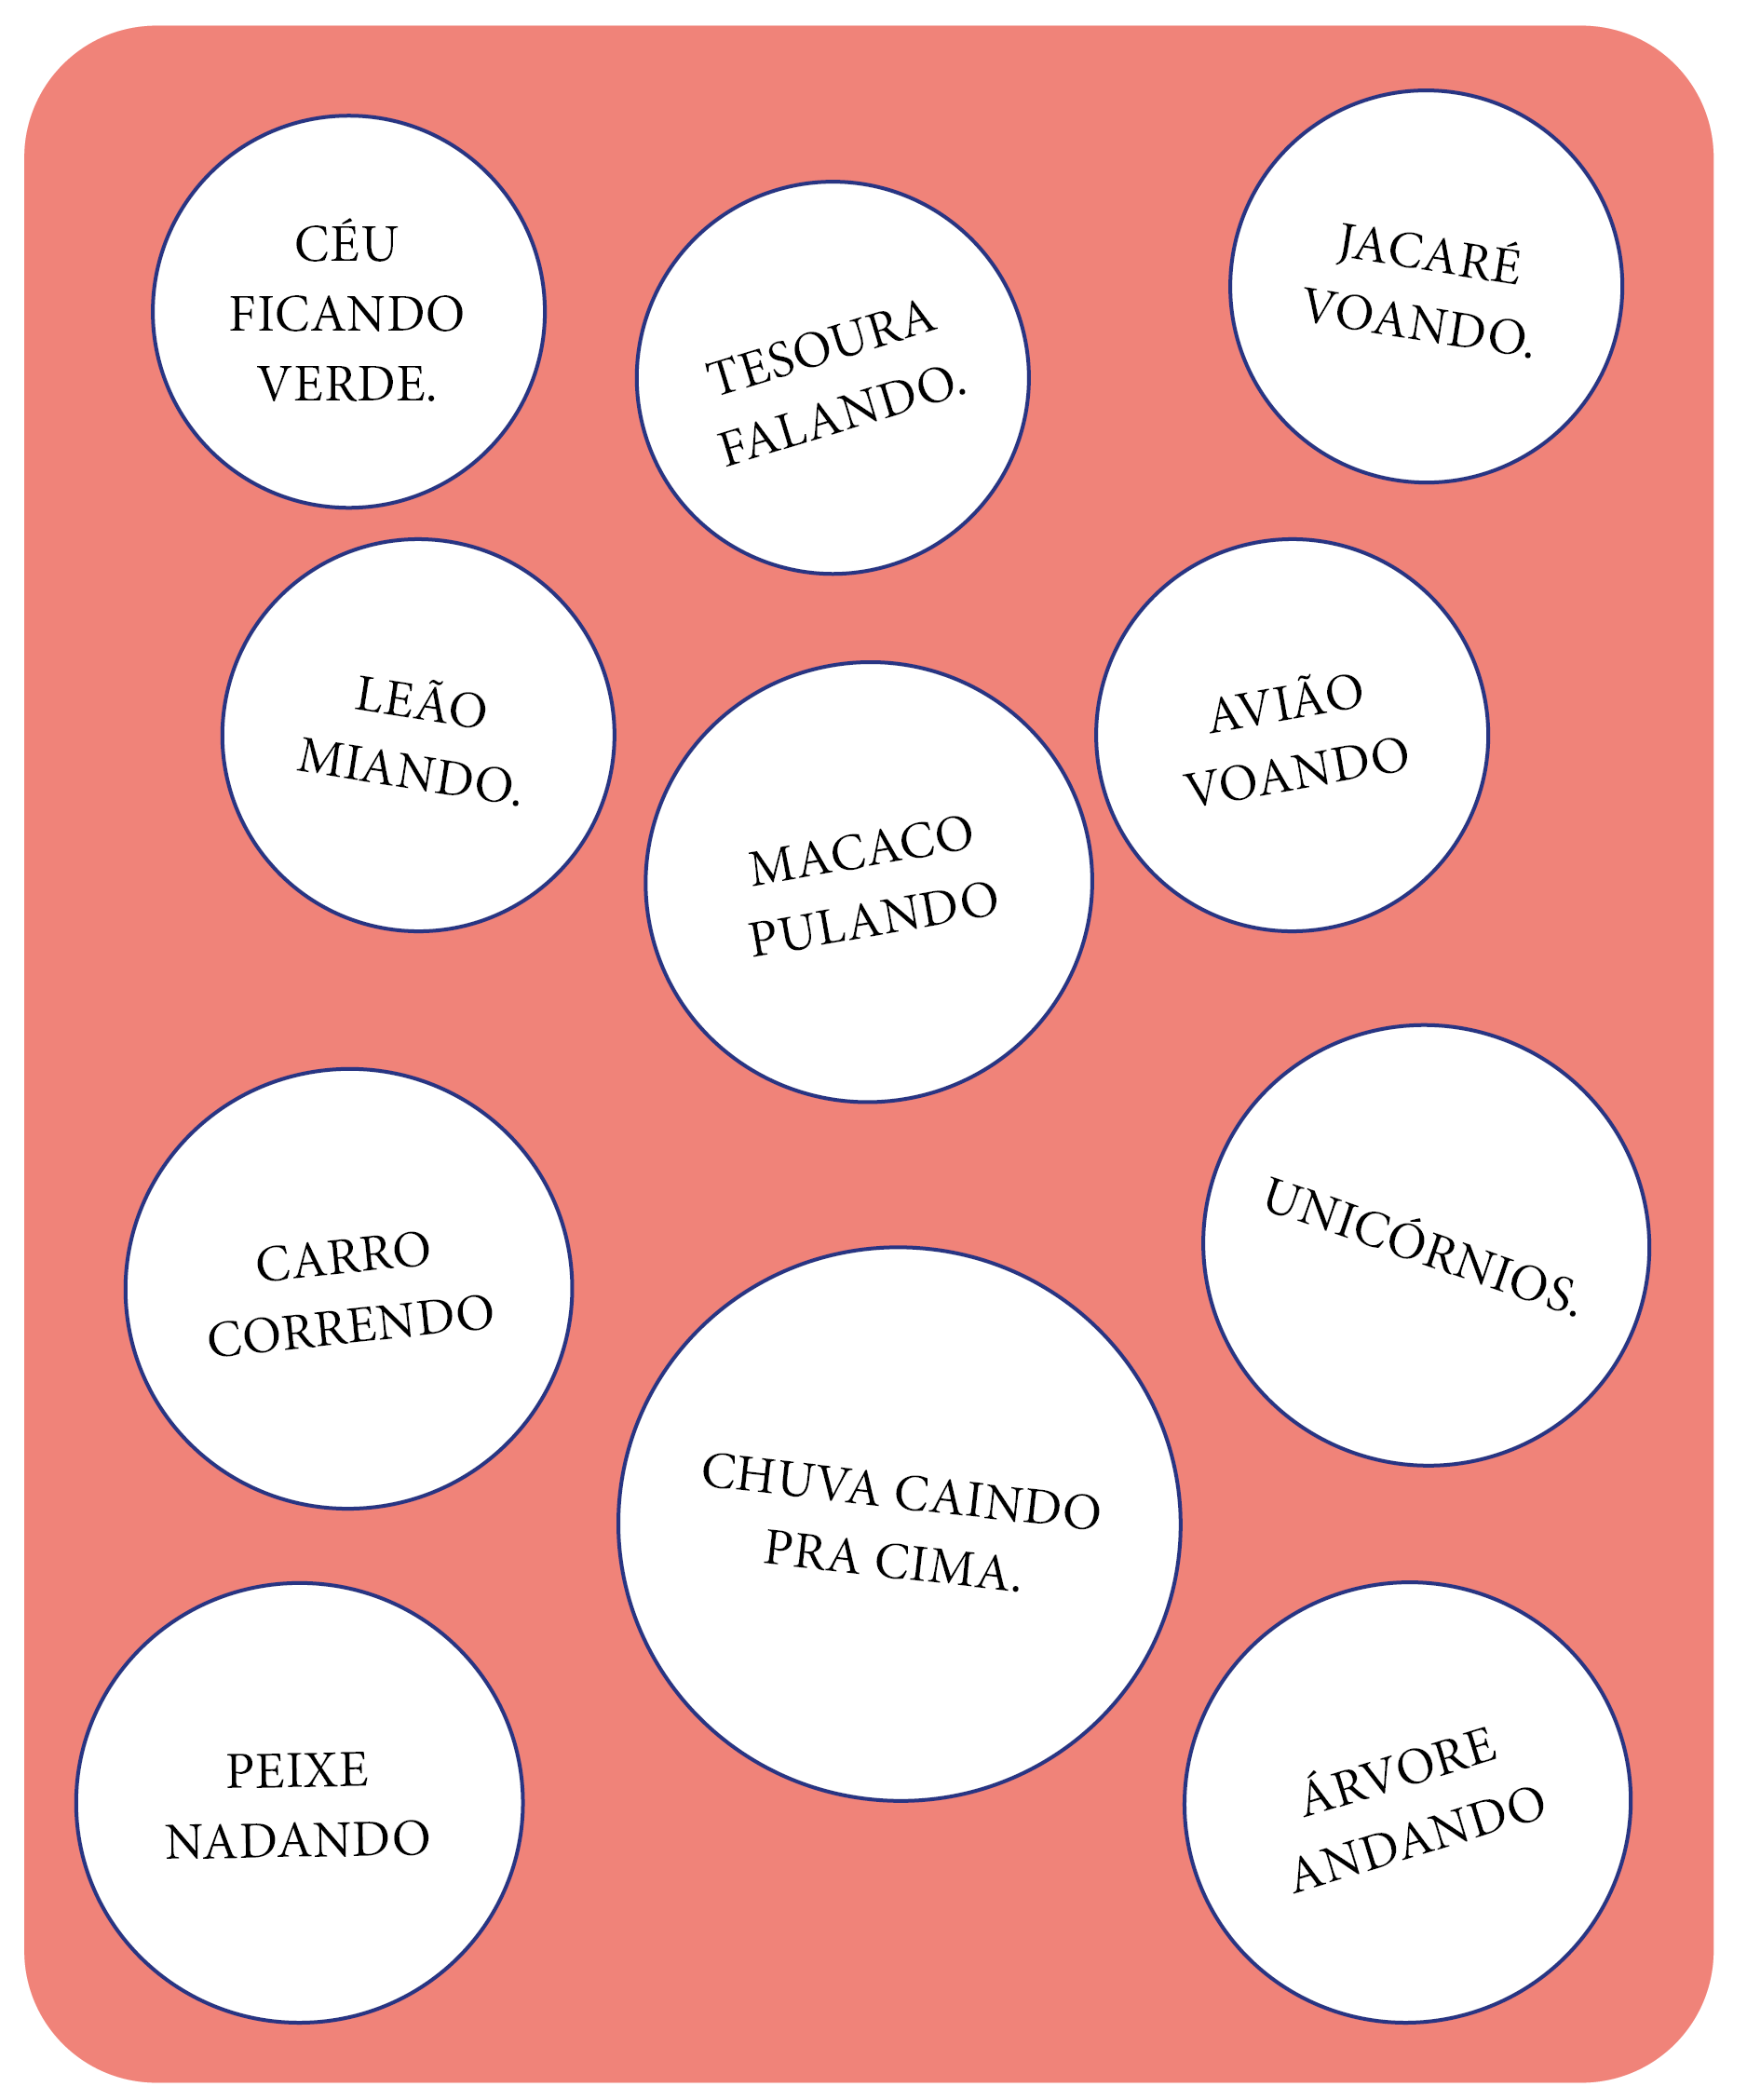 CÉU
FICANDO
VERDE.
TESOURA
FALANDO.
JACARÉ
VOANDO.
LEÃO
MIANDO.
MACACO
PULANDO
AVIÃO
VOANDO
CARRO
CORRENDO
UNICÓRNIOS.
CHUVA CAINDO
PRA CIMA.
PEIXE
NADANDO
ÁRVORE
ANDANDO